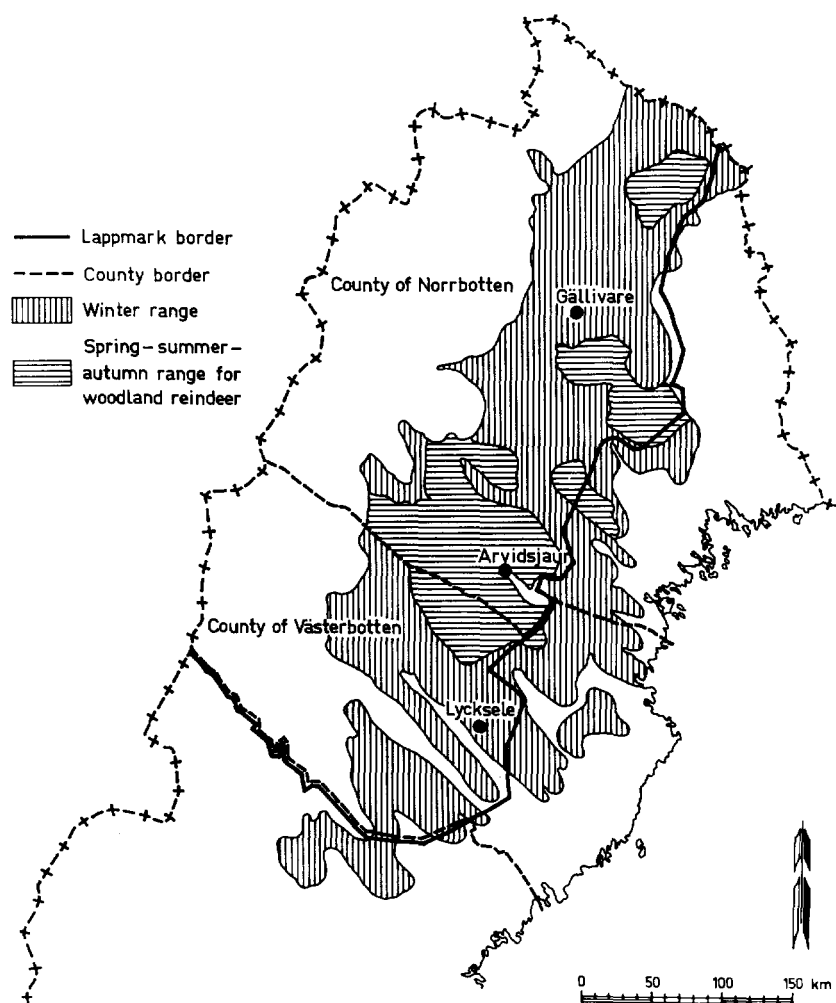 Lappmark border
County border
Winter range
Spring-summer-
autumn range for
woodland reindeer
County of Norrbotten
Gällivare
Arvidsjaur
County of Västerbotten
Lycksele
0 50 100 150 km